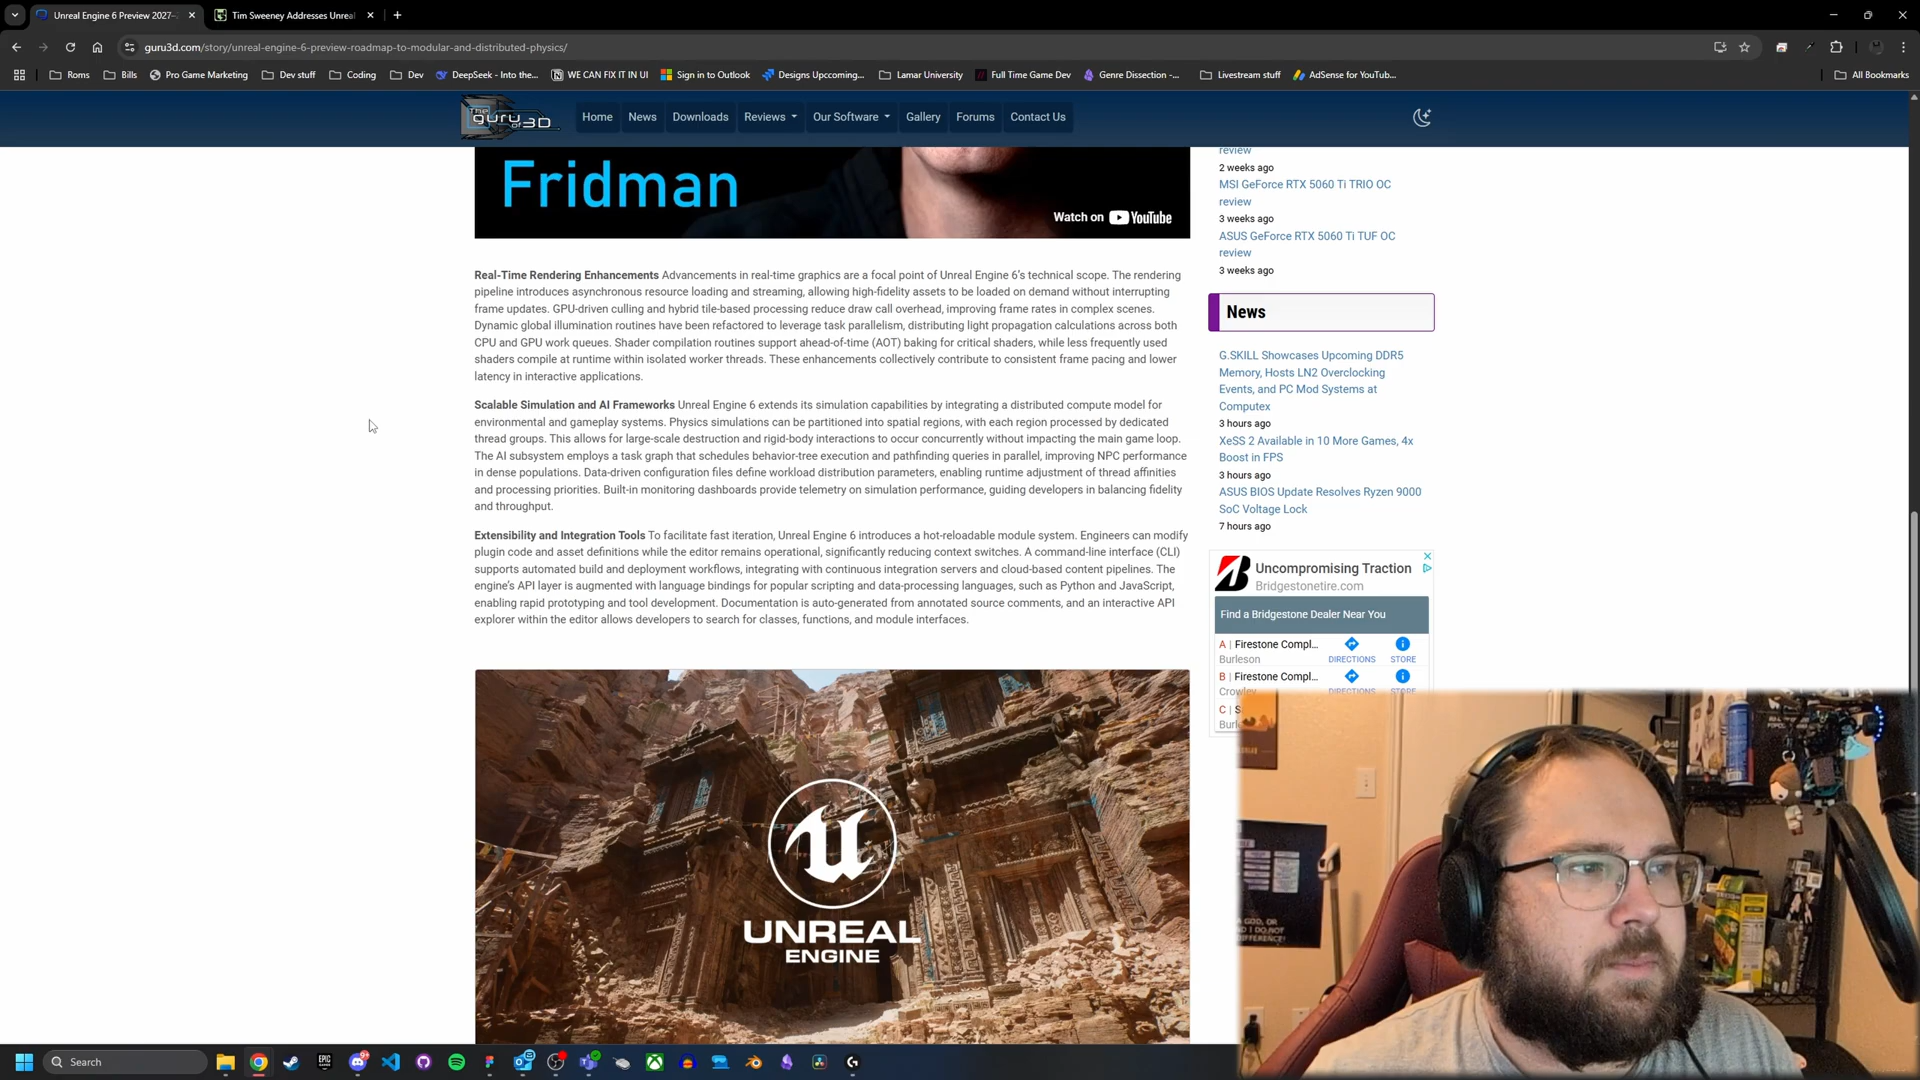 Unreal Engine 6 Preview 2027–
Tim Sweeney Addresses Unreal
guru3d.com/story/unreal-engine-6-preview-roadmap-to-modular-and-distributed-physics/
Roms
Bills
Pro Game Marketing
Dev stuff
Coding
Dev
DeepSeek - Into the...
WE CAN FIX IT IN UI
Sign in to Outlook
Designs Upccoming...
Lamar University
Full Time Game Dev
Genre Dissection -...
Livestream stuff
AdSense for YouTub...
All Bookmarks
The
guru
of 3D
Home
News
Downloads
Reviews
Our Software
Gallery
Forums
Contact Us
Fridman
Watch on YouTube
Real-Time Rendering Enhancements Advancements in real-time graphics are a focal point of Unreal Engine 6's technical scope. The rendering
pipeline introduces asynchronous resource loading and streaming, allowing high-fidelity assets to be loaded on demand without interrupting
frame updates. GPU-driven culling and hybrid tile-based processing reduce draw call overhead, improving frame rates in complex scenes.
Dynamic global illumination routines have been refactored to leverage task parallelism, distributing light propagation calculations across both
CPU and GPU work queues. Shader compilation routines support ahead-of-time (AOT) baking for critical shaders, while less frequently used
shaders compile at runtime within isolated worker threads. These enhancements collectively contribute to consistent frame pacing and lower
latency in interactive applications.
Scalable Simulation and AI Frameworks Unreal Engine 6 extends its simulation capabilities by integrating a distributed compute model for
environmental and gameplay systems. Physics simulations can be partitioned into spatial regions, with each region processed by dedicated
thread groups. This allows for large-scale destruction and rigid-body interactions to occur concurrently without impacting the main game loop.
The AI subsystem employs a task graph that schedules behavior-tree execution and pathfinding queries in parallel, improving NPC performance
in dense populations. Data-driven configuration files define workload distribution parameters, enabling runtime adjustment of thread affinities
and processing priorities. Built-in monitoring dashboards provide telemetry on simulation performance, guiding developers in balancing fidelity
and throughput.
Extensibility and Integration Tools To facilitate fast iteration, Unreal Engine 6 introduces a hot-reloadable module system. Engineers can modify
plugin code and asset definitions while the editor remains operational, significantly reducing context switches. A command-line interface (CLI)
supports automated build and deployment workflows, integrating with continuous integration servers and cloud-based content pipelines. The
engine's API layer is augmented with language bindings for popular scripting and data-processing languages, such as Python and JavaScript,
enabling rapid prototyping and tool development. Documentation is auto-generated from annotated source comments, and an interactive API
explorer within the editor allows developers to search for classes, functions, and module interfaces.
UNREAL
ENGINE
review
2 weeks ago
MSI GeForce RTX 5060 Ti TRIO OC
review
3 weeks ago
ASUS GeForce RTX 5060 Ti TUF OC
review
3 weeks ago
News
G.SKILL Showcases Upcoming DDR5
Memory, Hosts LN2 Overclocking
Events, and PC Mod Systems at
Computex
3 hours ago
XeSS 2 Available in 10 More Games, 4x
Boost in FPS
3 hours ago
ASUS BIOS Update Resolves Ryzen 9000
SoC Voltage Lock
7 hours ago
Uncompromising Traction
Bridgestonetire.com
Find a Bridgestone Dealer Near You
A | Firestone Compl...
Burleson
DIRECTIONS
STORE
B | Firestone Compl...
Crowley
DIRECTIONS
STORE
C | S
Burl
A GOD, OR
AND I DO NOT
DIFFERENCE!
Search
EPIC
GAMES